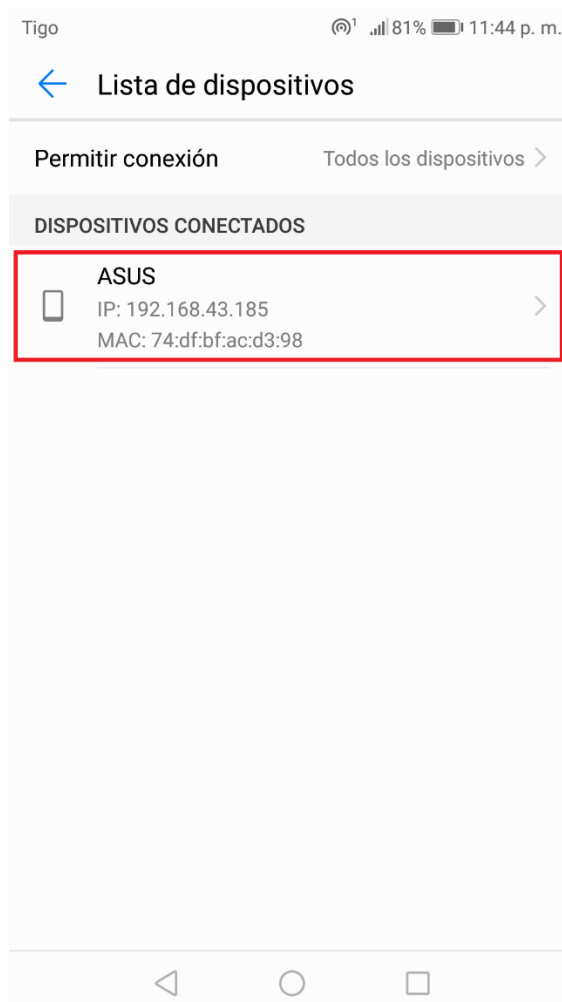 Tigo 1 81% 11:44 p. m.
Lista de dispositivos
Permitir conexión Todos los dispositivos
DISPOSITIVOS CONECTADOS
ASUS
IP: 192.168.43.185
MAC: 74:df:bf:ac:d3:98